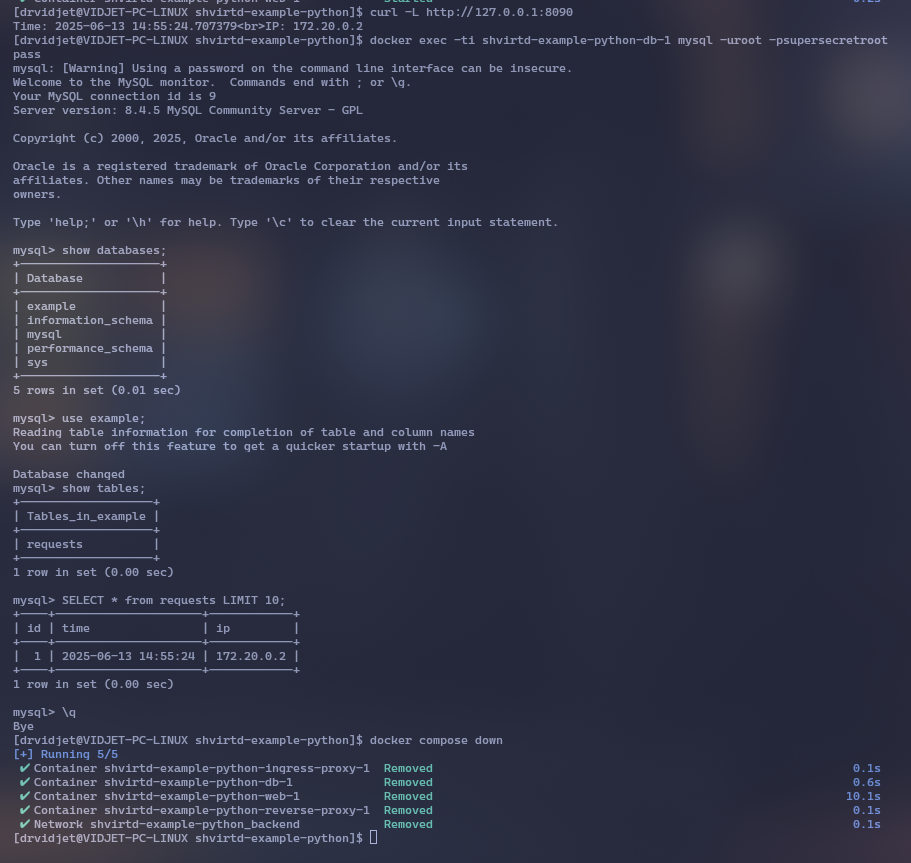 [drvidjet@VIDJET-PC-LINUX shvirtd-example-python]$ curl -L http://127.0.0.1:8090
Time: 2025-06-13 14:55:24.707379<br>IP: 172.20.0.2
[drvidjet@VIDJET-PC-LINUX shvirtd-example-python]$ docker exec -ti shvirtd-example-python-db-1 mysql -uroot -psupersecretroot
pass
mysql: [Warning] Using a password on the command line interface can be insecure.
Welcome to the MySQL monitor.  Commands end with ; or \g.
Your MySQL connection id is 9
Server version: 8.4.5 MySQL Community Server - GPL

Copyright (c) 2000, 2025, Oracle and/or its affiliates.

Oracle is a registered trademark of Oracle Corporation and/or its
affiliates. Other names may be trademarks of their respective
owners.

Type 'help;' or '\h' for help. Type '\c' to clear the current input statement.

mysql> show databases;
+--------------------+
| Database           |
+--------------------+
| example            |
| information_schema |
| mysql              |
| performance_schema |
| sys                |
+--------------------+
5 rows in set (0.01 sec)

mysql> use example;
Reading table information for completion of table and column names
You can turn off this feature to get a quicker startup with -A

Database changed
mysql> show tables;
+-------------------+
| Tables_in_example |
+-------------------+
| requests          |
+-------------------+
1 row in set (0.00 sec)

mysql> SELECT * from requests LIMIT 10;
+----+---------------------+------------+
| id | time                | ip         |
+----+---------------------+------------+
|  1 | 2025-06-13 14:55:24 | 172.20.0.2 |
+----+---------------------+------------+
1 row in set (0.00 sec)

mysql> \q
Bye
[drvidjet@VIDJET-PC-LINUX shvirtd-example-python]$ docker compose down
[+] Running 5/5
 ✔ Container shvirtd-example-python-ingress-proxy-1  Removed 0.1s
 ✔ Container shvirtd-example-python-db-1             Removed 0.6s
 ✔ Container shvirtd-example-python-web-1            Removed 10.1s
 ✔ Container shvirtd-example-python-reverse-proxy-1  Removed 0.1s
 ✔ Network shvirtd-example-python_backend            Removed 0.1s
[drvidjet@VIDJET-PC-LINUX shvirtd-example-python]$